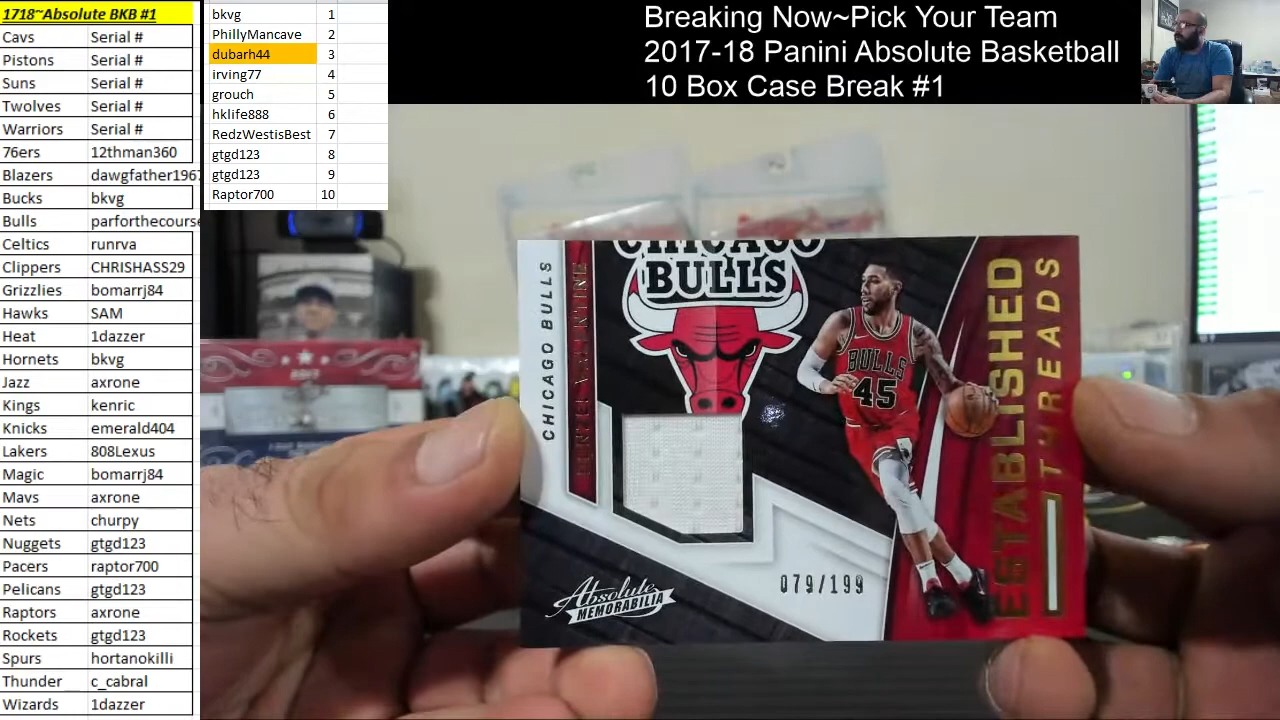 1718~Absolute BKB #1
Cavs Serial #
Pistons Serial #
Suns Serial #
Twolves Serial #
Warriors Serial #
76ers 12thman360
Blazers dawgfather1967
Bucks bkvg
Bulls parforthecourse
Celtics runrva
Clippers CHRISHASS29
Grizzlies bomarrj84
Hawks SAM
Heat 1dazzer
Hornets bkvg
Jazz axrone
Kings kenric
Knicks emerald404
Lakers 808Lexus
Magic bomarrj84
Mavs axrone
Nets churpy
Nuggets gtgd123
Pacers raptor700
Pelicans gtgd123
Raptors axrone
Rockets gtgd123
Spurs hortanokilli
Thunder c_cabral
Wizards 1dazzer
bkvg 1
PhillyMancave 2
dubarh44 3
irving77 4
grouch 5
hklife888 6
RedzWestisBest 7
gtgd123 8
gtgd123 9
Raptor700 10
Breaking Now~Pick Your Team
2017-18 Panini Absolute Basketball
10 Box Case Break #1
CHICAGO BULLS
CHICAGO
BULLS
BULLS
45
ESTABLISHED
THREADS
Absolute
MEMORABILIA
079/199